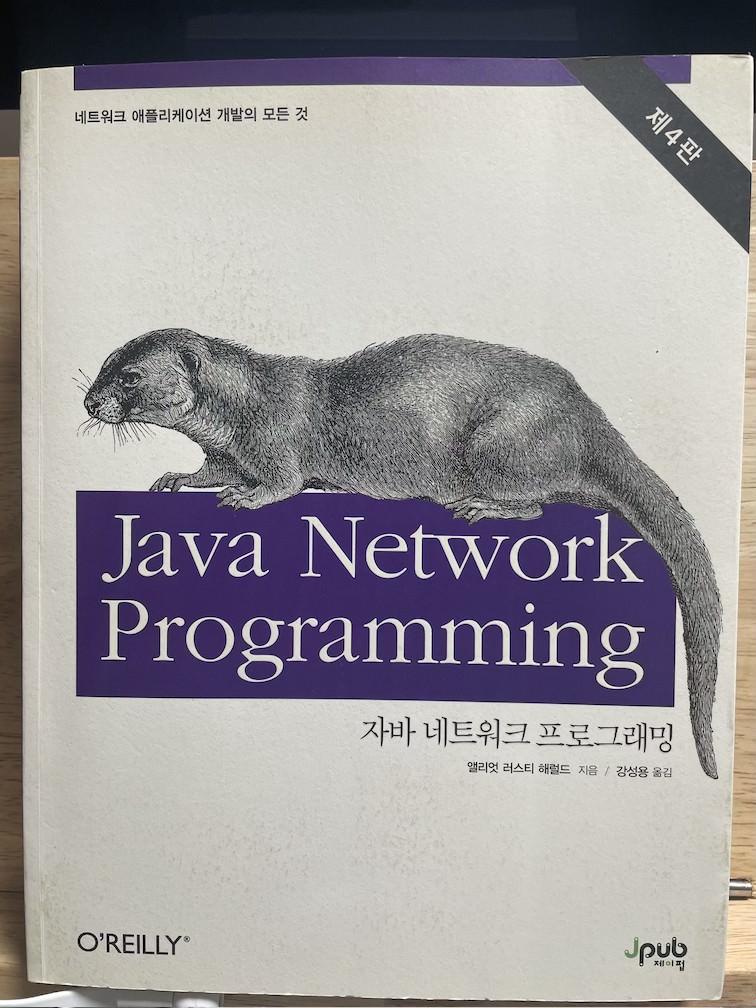 네트워크 애플리케이션 개발의 모든 것
제4판
Java Network
Programming
자바 네트워크 프로그래밍
앨리엇 러스티 해럴드 지음 / 강성용 옮김
O'REILLY®
Jpub
제이펍